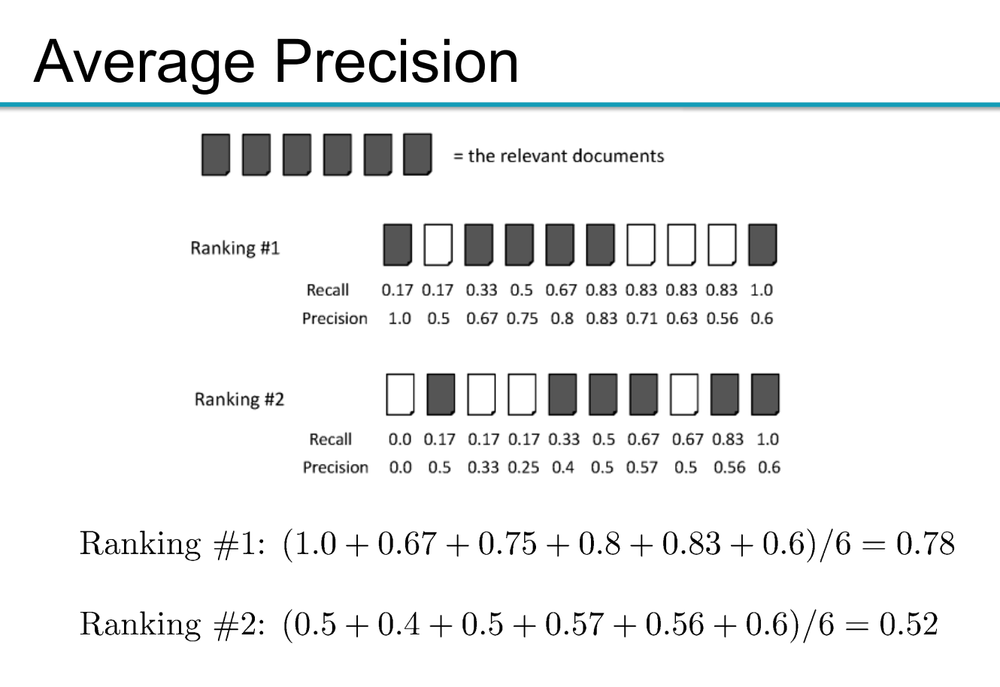 Average Precision
= the relevant documents
Ranking #1
Recall 0.17 0.17 0.33 0.5 0.67 0.83 0.83 0.83 0.83 1.0
Precision 1.0 0.5 0.67 0.75 0.8 0.83 0.71 0.63 0.56 0.6
Ranking #2
Recall 0.0 0.17 0.17 0.17 0.33 0.5 0.67 0.67 0.83 1.0
Precision 0.0 0.5 0.33 0.25 0.4 0.5 0.57 0.5 0.56 0.6
Ranking #1: (1.0 + 0.67 + 0.75 + 0.8 + 0.83 + 0.6)/6 = 0.78
Ranking #2: (0.5 + 0.4 + 0.5 + 0.57 + 0.56 + 0.6)/6 = 0.52